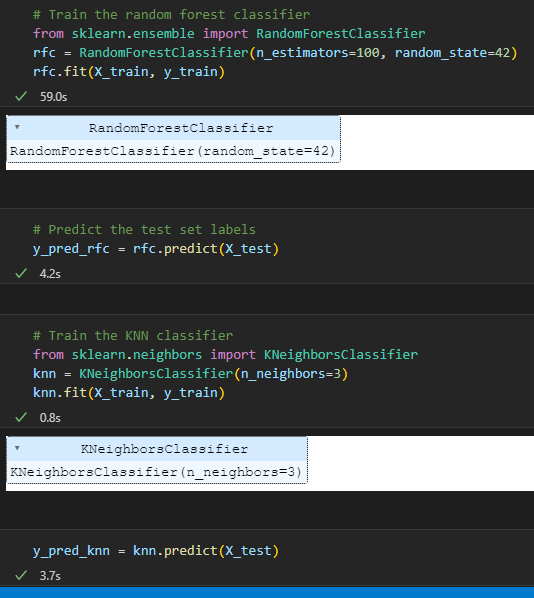 # Train the random forest classifier
from sklearn.ensemble import RandomForestClassifier
rfc = RandomForestClassifier(n_estimators=100, random_state=42)
rfc.fit(X_train, y_train)
59.0s
RandomForestClassifier
RandomForestClassifier(random_state=42)
# Predict the test set labels
y_pred_rfc = rfc.predict(X_test)
4.2s
# Train the KNN classifier
from sklearn.neighbors import KNeighborsClassifier
knn = KNeighborsClassifier(n_neighbors=3)
knn.fit(X_train, y_train)
0.8s
KNeighborsClassifier
KNeighborsClassifier(n_neighbors=3)
y_pred_knn = knn.predict(X_test)
3.7s